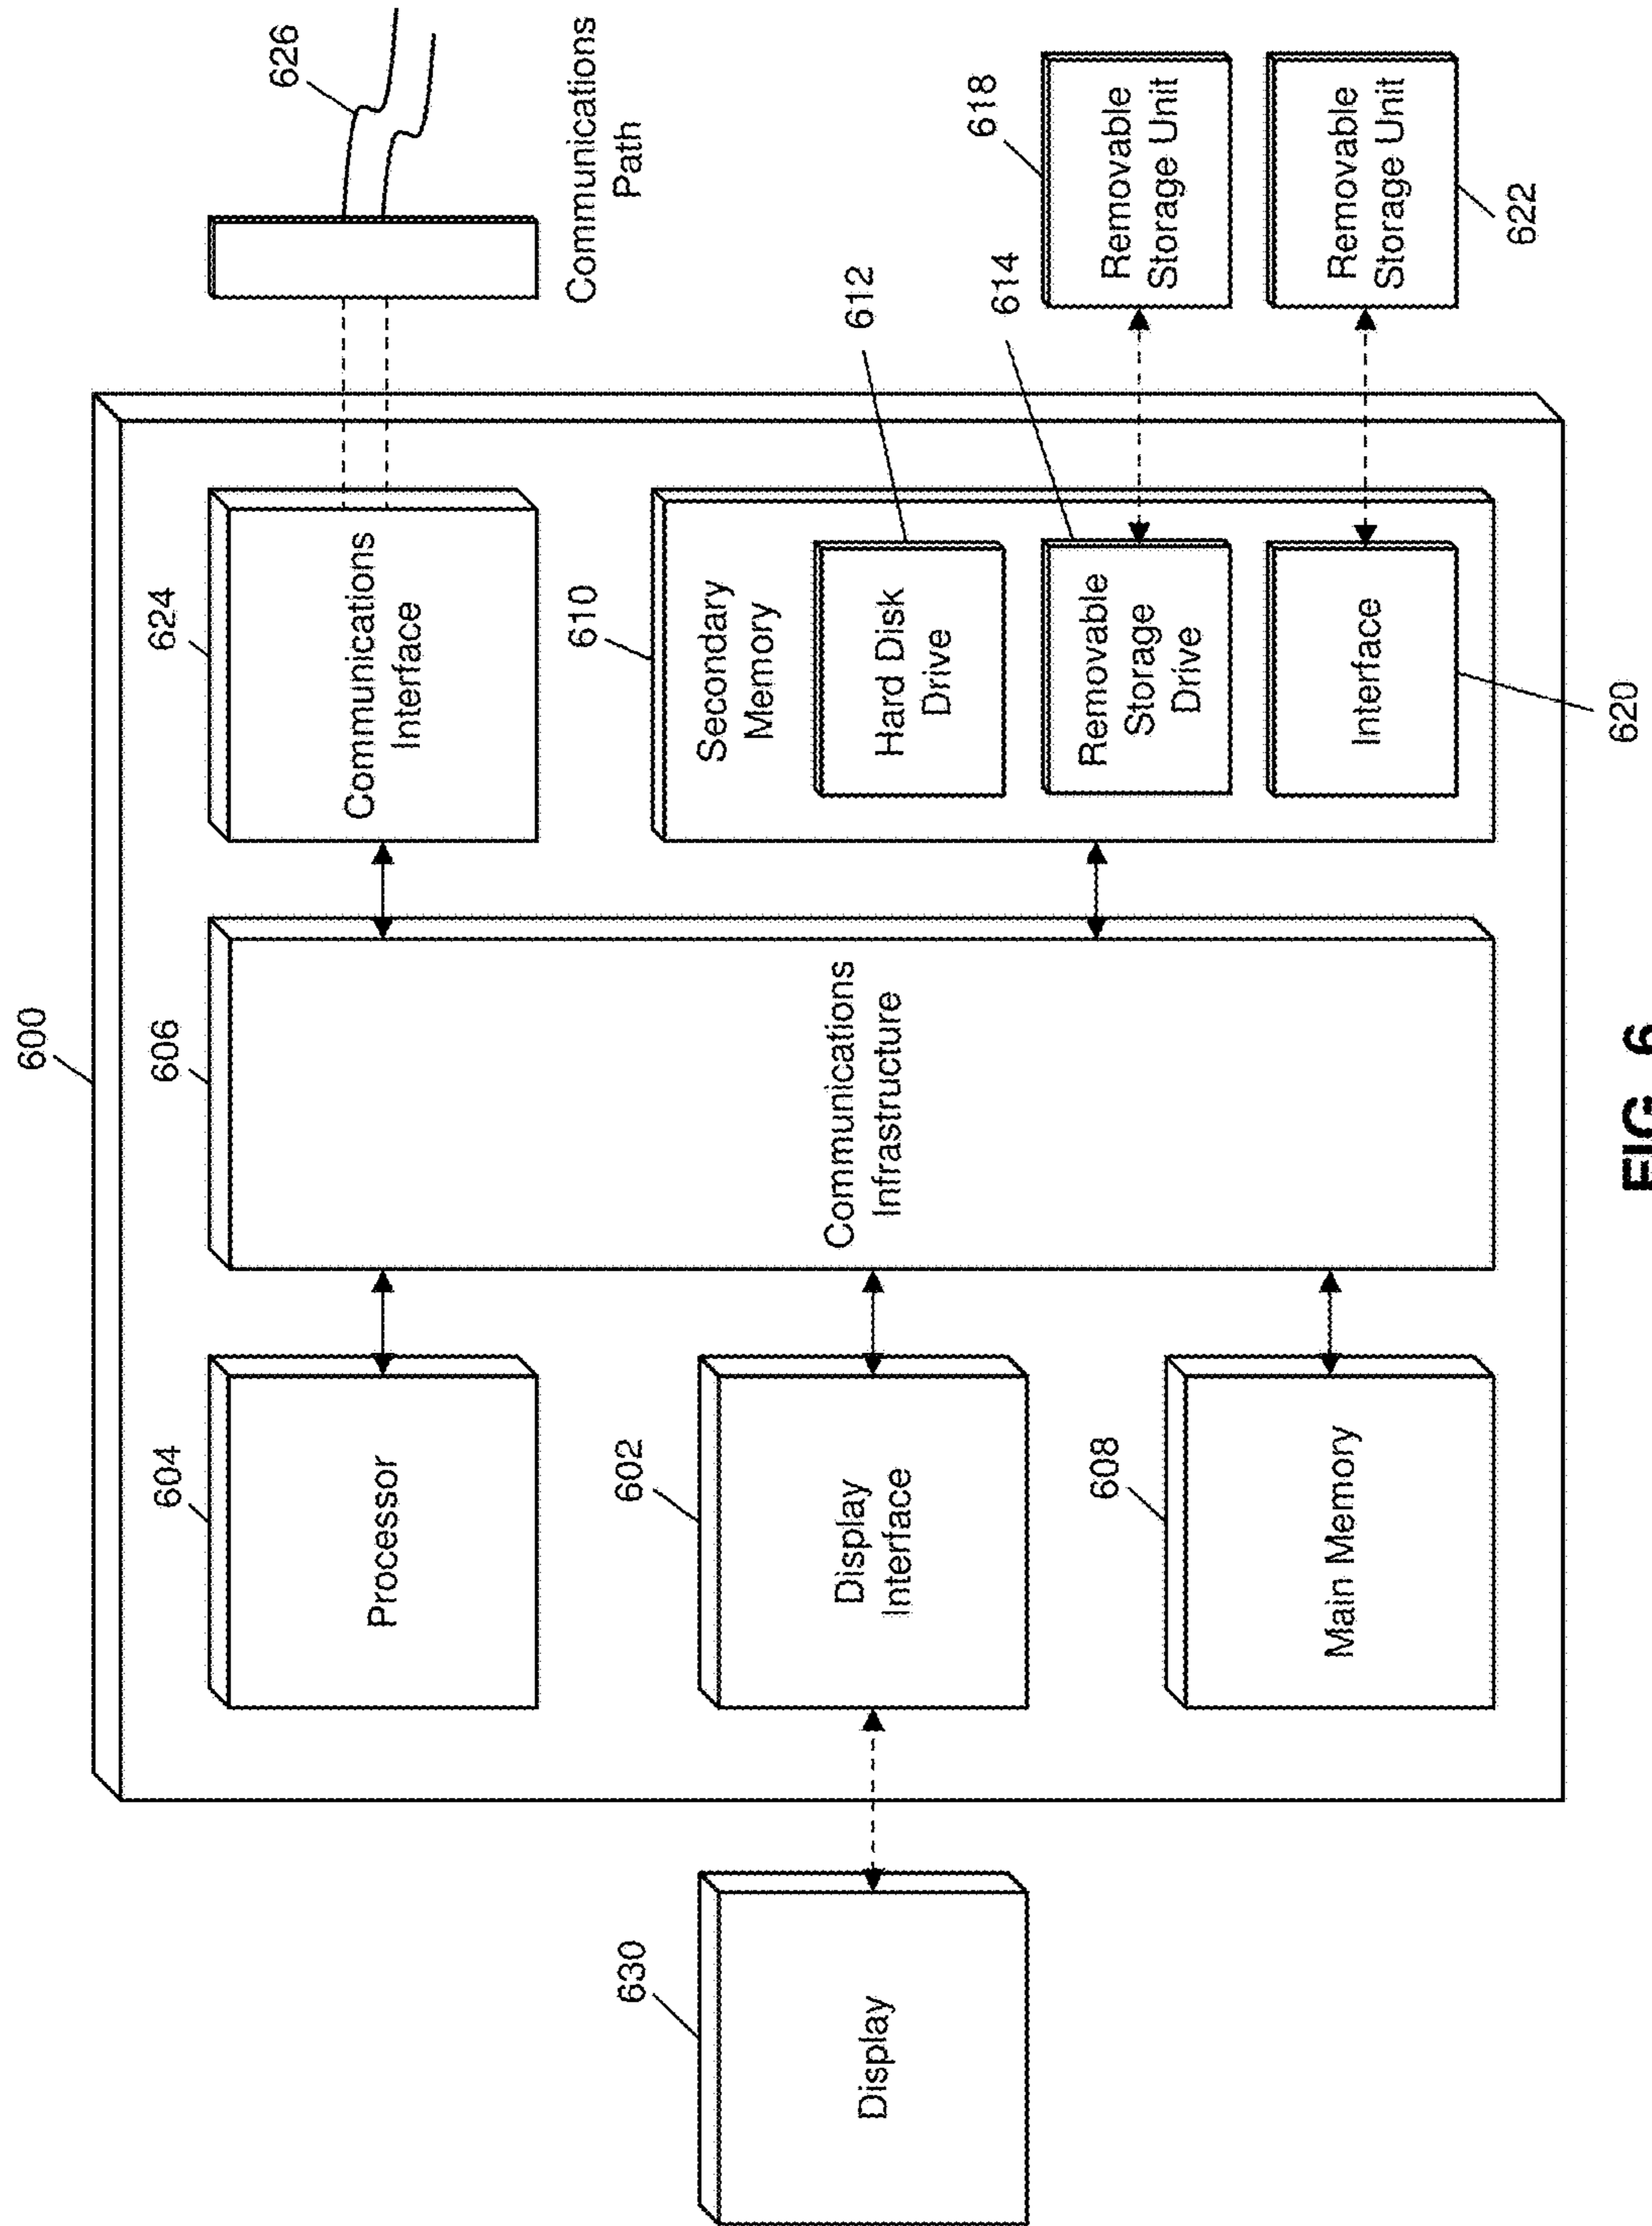 600
604
Processor
606
624
Communications
Interface
626
Communications
Path
630
Display
602
Display
Interface
Communications
Infrastructure
610
Secondary
Memory
612
Hard Disk
Drive
614
Removable
Storage
Drive
618
Removable
Storage Unit
608
Main Memory
Interface
620
Removable
Storage Unit
622
FIG. 6